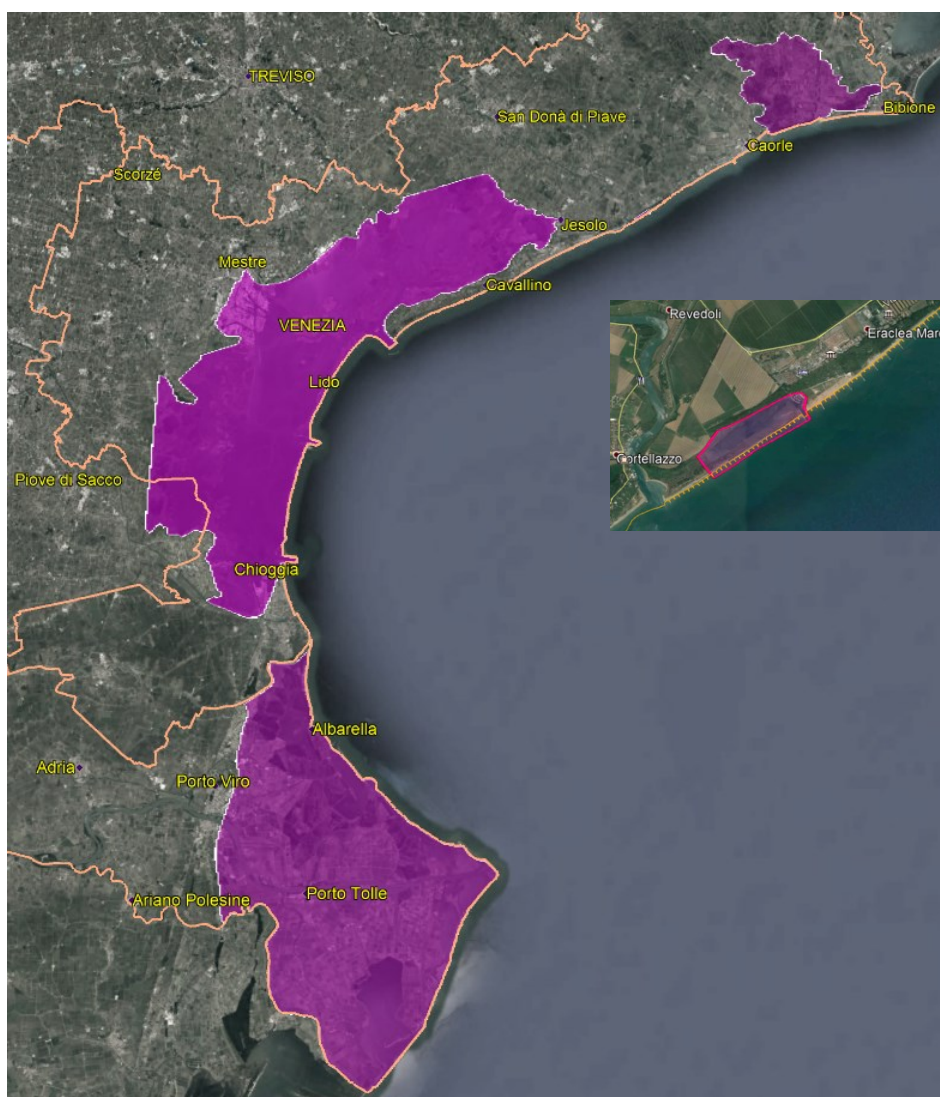 TREVISO
Bibione
San Donà di Piave
Caorle
Scorzé
Jesolo
Mestre
Cavallino
VENEZIA
Revedoli
Eraclea Mare
Lido
Cortellazzo
Piove di Sacco
Chioggia
Albarella
Adria
Porto Viro
Porto Tolle
Ariano Polesine